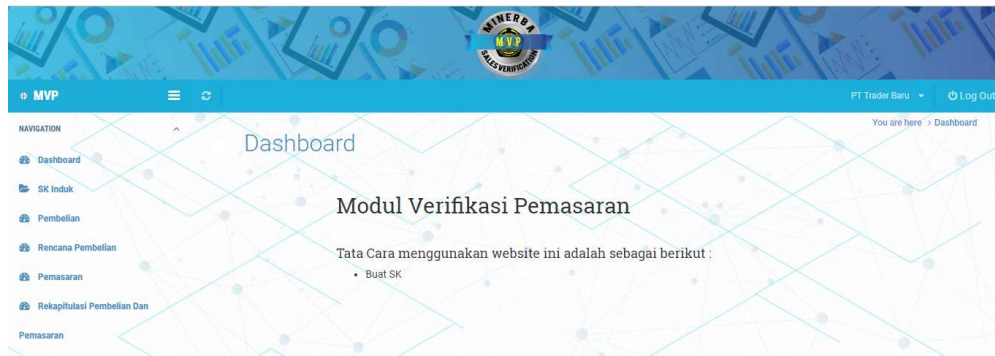 MINERBA
M V P
SALES VERIFICATION
MVP
PT Trader Baru
Log Out
NAVIGATION
You are here > Dashboard
Dashboard
Dashboard
SK Induk
Pembelian
Rencana Pembelian
Pemasaran
Rekapitulasi Pembelian Dan
Pemasaran
Modul Verifikasi Pemasaran
Tata Cara menggunakan website ini adalah sebagai berikut :
• Buat SK